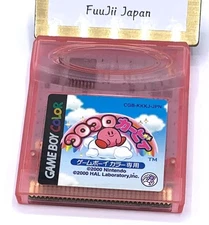 FuuJii Japan
CGB-KKKJ-JPN
GAME BOY COLOR
コロコロカービィ
TM
ゲームボーイカラー専用
©2000 Nintendo
©2000 HAL Laboratory, Inc.